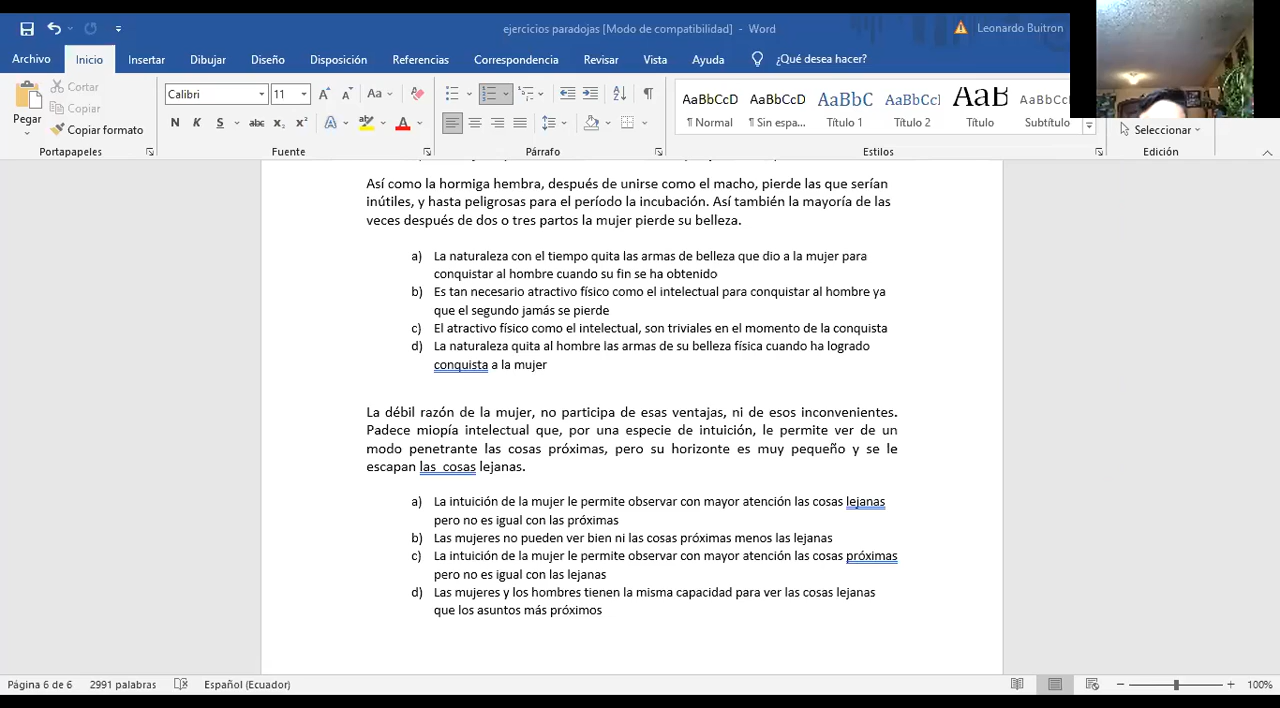 ejercicios paradojas [Modo de compatibilidad] - Word
Leonardo Buitron
Archivo Inicio Insertar Dibujar Diseño Disposición Referencias Correspondencia Revisar Vista Ayuda ¿Qué desea hacer?
Pegar
Cortar
Copiar
Copiar formato
Portapapeles
Calibri 11
Aa
N K S abc x₂ x² A A
Fuente
Párrafo
AaBbCcD AaBbCcD AaBbC AaBbCcI AaB AaBbCcD
¶ Normal ¶ Sin espa... Título 1 Título 2 Título Subtítulo
Estilos
Seleccionar
Edición
Así como la hormiga hembra, después de unirse como el macho, pierde las que serían
inútiles, y hasta peligrosas para el período la incubación. Así también la mayoría de las
veces después de dos o tres partos la mujer pierde su belleza.
a) La naturaleza con el tiempo quita las armas de belleza que dio a la mujer para
conquistar al hombre cuando su fin se ha obtenido
b) Es tan necesario atractivo físico como el intelectual para conquistar al hombre ya
que el segundo jamás se pierde
c) El atractivo físico como el intelectual, son triviales en el momento de la conquista
d) La naturaleza quita al hombre las armas de su belleza física cuando ha logrado
conquista a la mujer
La débil razón de la mujer, no participa de esas ventajas, ni de esos inconvenientes.
Padece miopía intelectual que, por una especie de intuición, le permite ver de un
modo penetrante las cosas próximas, pero su horizonte es muy pequeño y se le
escapan las cosas lejanas.
a) La intuición de la mujer le permite observar con mayor atención las cosas lejanas
pero no es igual con las próximas
b) Las mujeres no pueden ver bien ni las cosas próximas menos las lejanas
c) La intuición de la mujer le permite observar con mayor atención las cosas próximas
pero no es igual con las lejanas
d) Las mujeres y los hombres tienen la misma capacidad para ver las cosas lejanas
que los asuntos más próximos
Página 6 de 6 2991 palabras Español (Ecuador) 100%